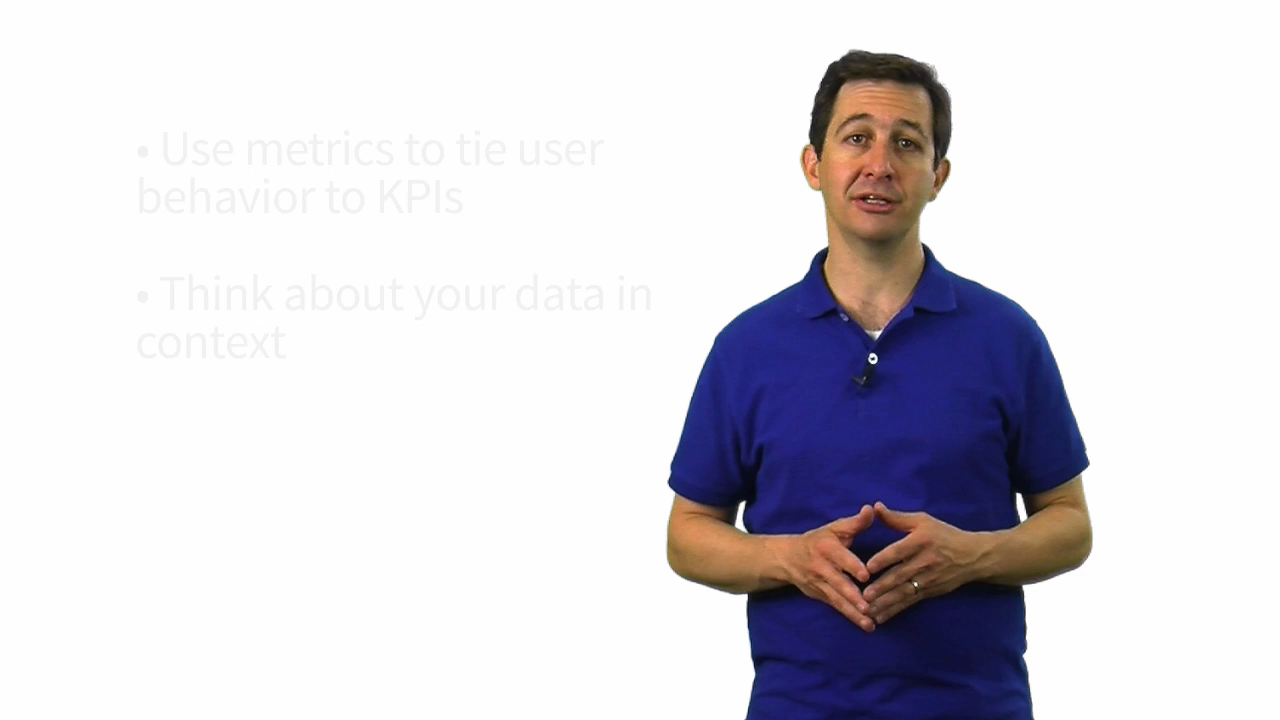 • Use metrics to tie user
behavior to KPIs
• Think about your data in
context